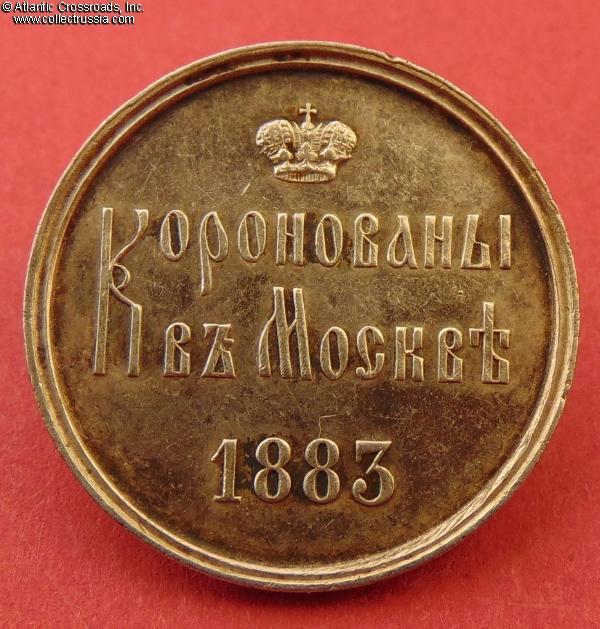 © Atlantic Crossroads, Inc.
www.collectrussia.com
Коронованы
въ Москвѣ
1883